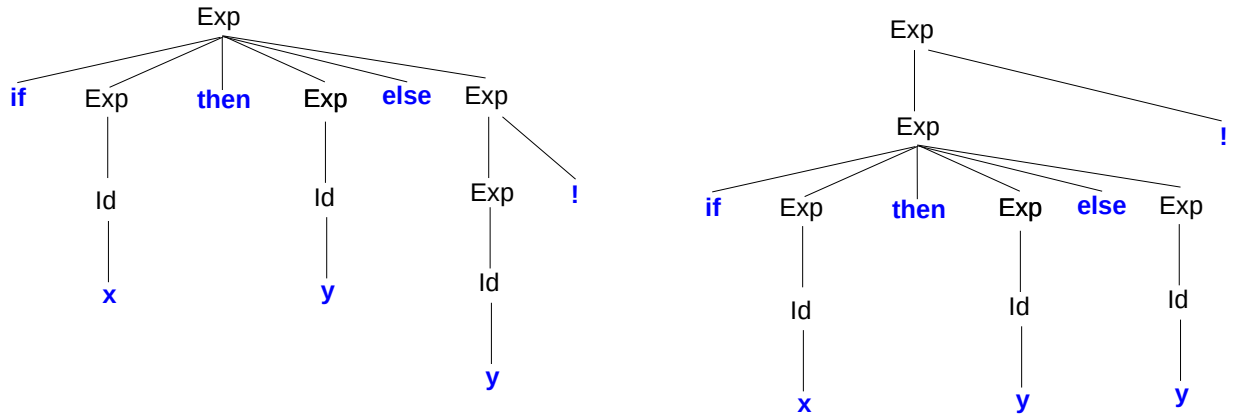 Exp
if Exp then Exp else Exp
Id Id Exp !
x y Id
y
Exp
Exp !
if Exp then Exp else Exp
Id Id Id
x y y